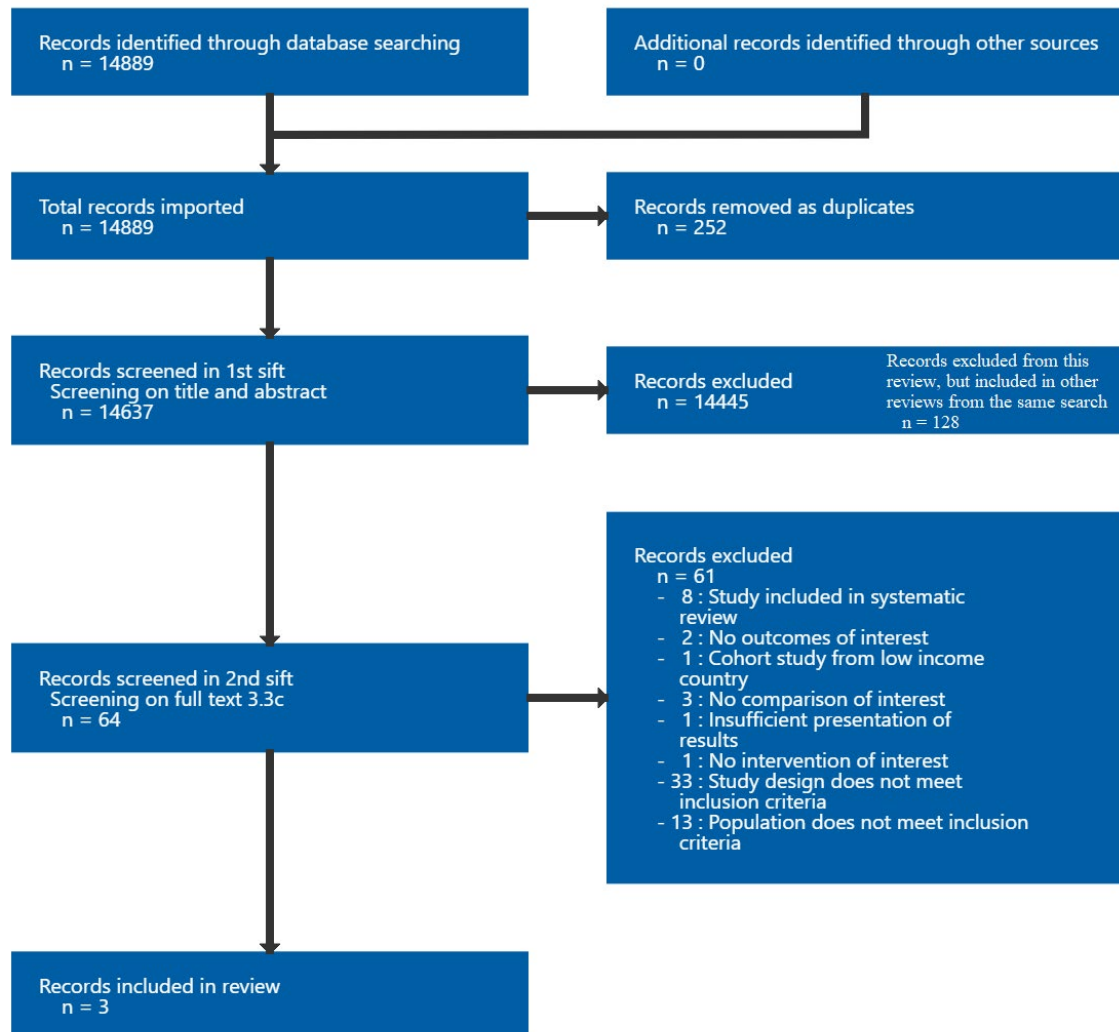 Records identified through database searching
n = 14889
Additional records identified through other sources
n = 0
Total records imported
n = 14889
Records removed as duplicates
n = 252
Records screened in 1st sift
Screening on title and abstract
n = 14637
Records excluded
n = 14445
Records excluded from this
review, but included in other
reviews from the same search
n = 128
Records screened in 2nd sift
Screening on full text 3.3c
n = 64
Records excluded
n = 61
- 8 : Study included in systematic
review
- 2 : No outcomes of interest
- 1 : Cohort study from low income
country
- 3 : No comparison of interest
- 1 : Insufficient presentation of
results
- 1 : No intervention of interest
- 33 : Study design does not meet
inclusion criteria
- 13 : Population does not meet inclusion
criteria
Records included in review
n = 3